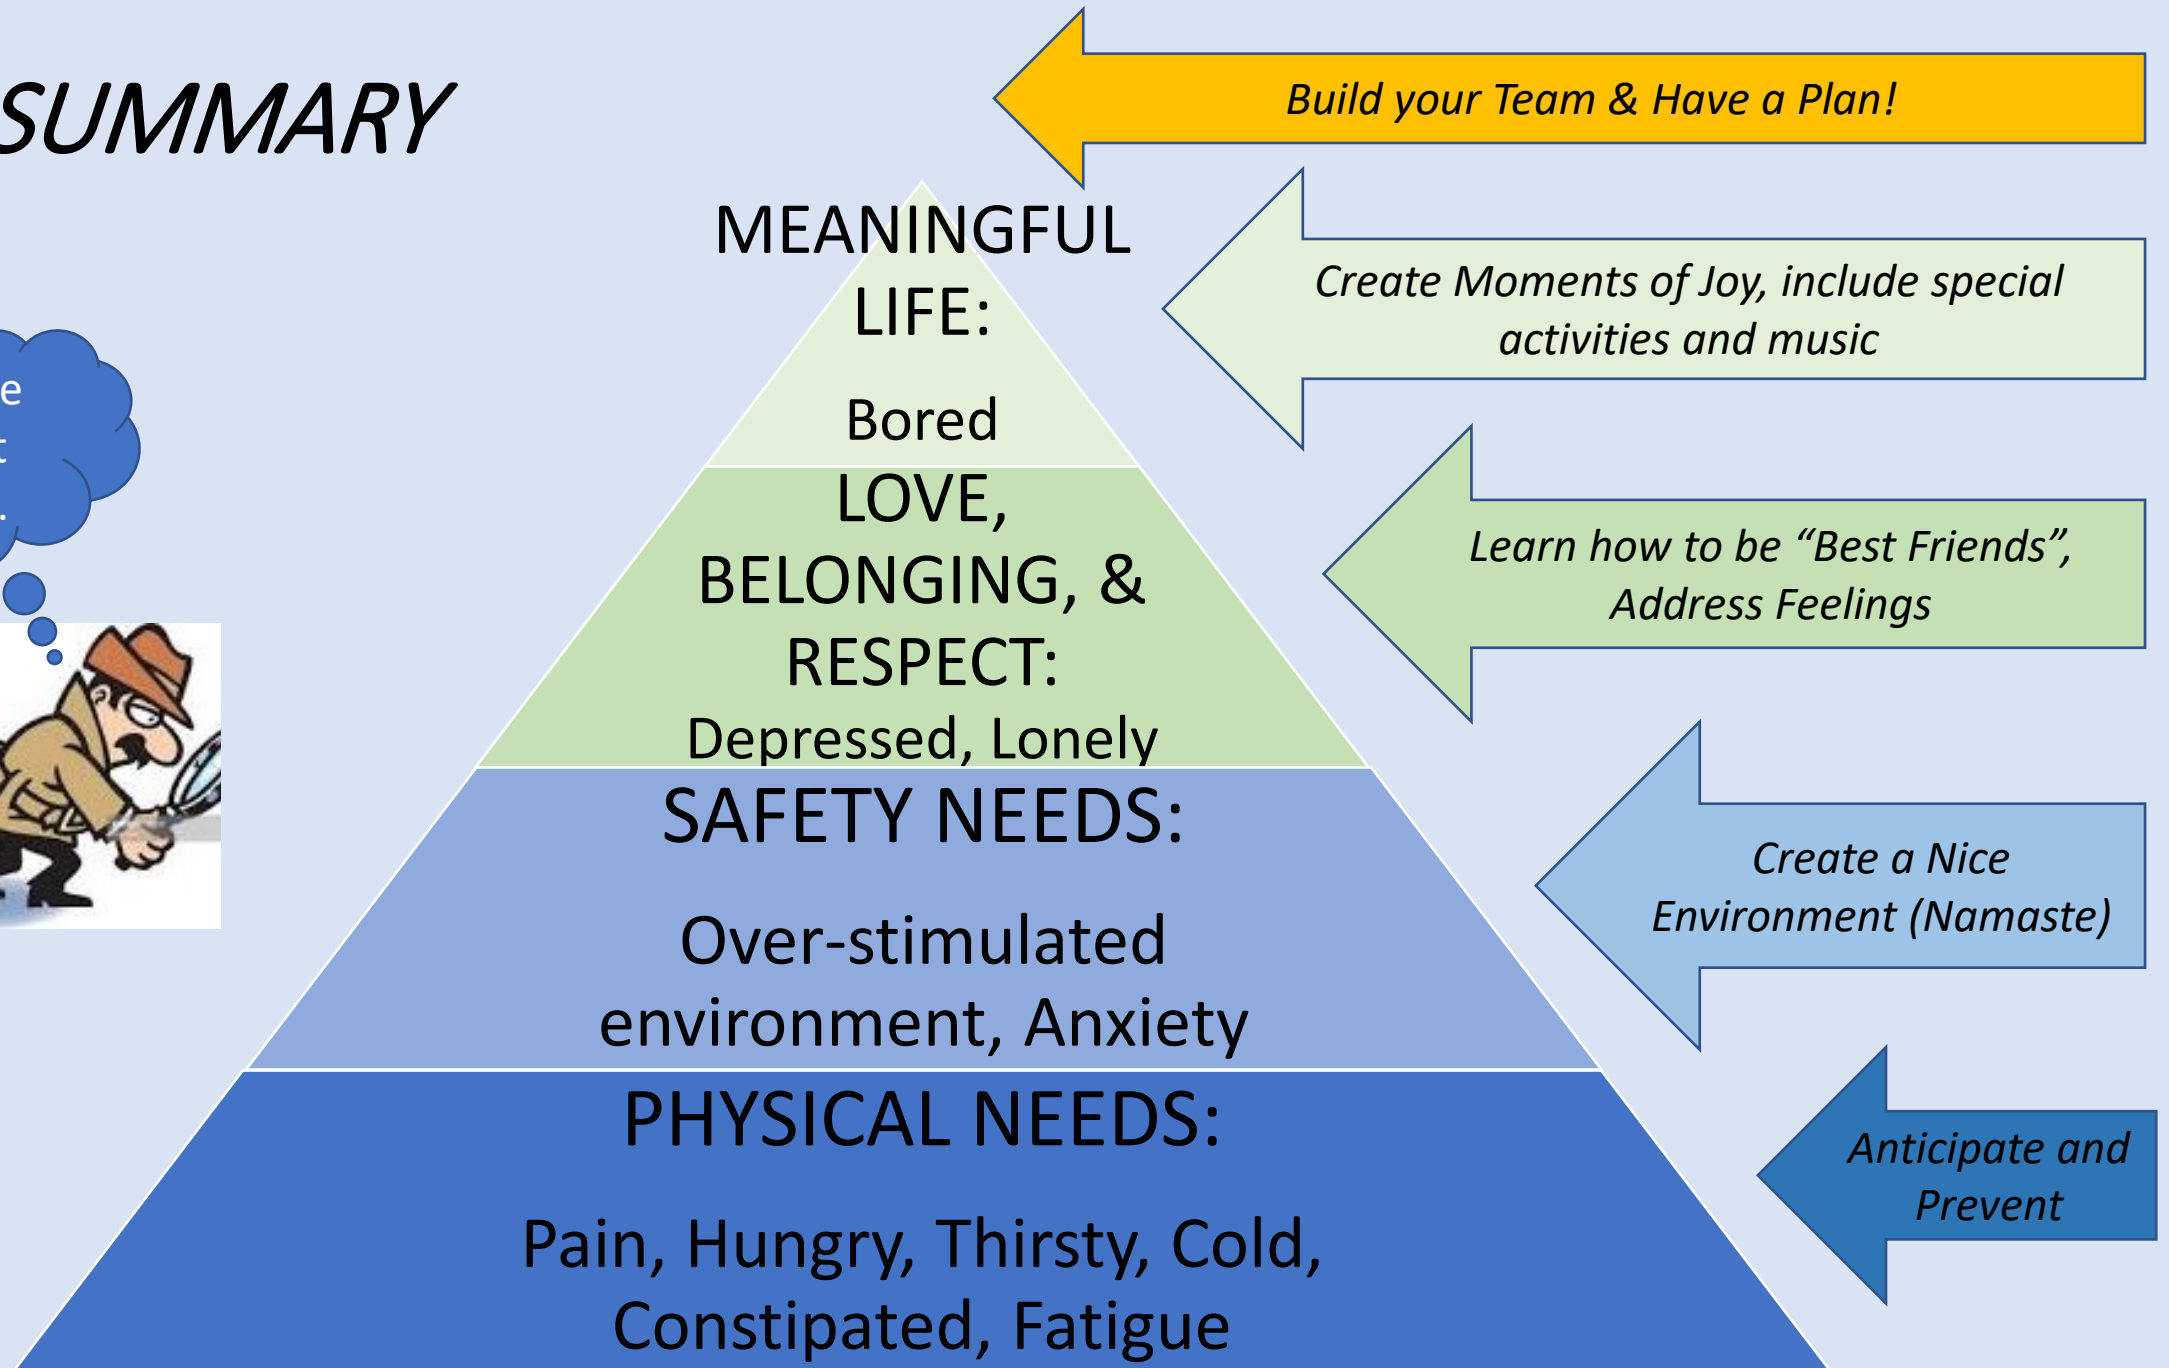 SUMMARY
Build your Team & Have a Plan!
MEANINGFUL
LIFE:
Bored
Create Moments of Joy, include special
activities and music
LOVE,
BELONGING, &
RESPECT:
Depressed, Lonely
Learn how to be “Best Friends”,
Address Feelings
SAFETY NEEDS:
Over-stimulated
environment, Anxiety
Create a Nice
Environment (Namaste)
PHYSICAL NEEDS:
Pain, Hungry, Thirsty, Cold,
Constipated, Fatigue
Anticipate and
Prevent